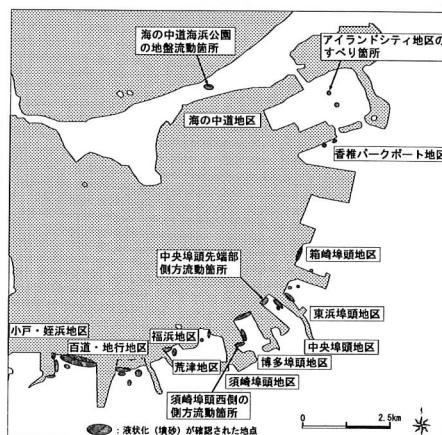 海の中道海浜公園
の地盤流動箇所
アイランドシティ地区の
すべり箇所
海の中道地区
香椎パークポート地区
箱崎埠頭地区
中央埠頭先端部
側方流動箇所
東浜埠頭地区
小戸・姪浜地区
百道・地行地区
福浜地区
中央埠頭地区
荒津地区
博多埠頭地区
須崎埠頭地区
須崎埠頭西側の
側方流動箇所
0 2.5km
：液状化（墳砂）が確認された地点